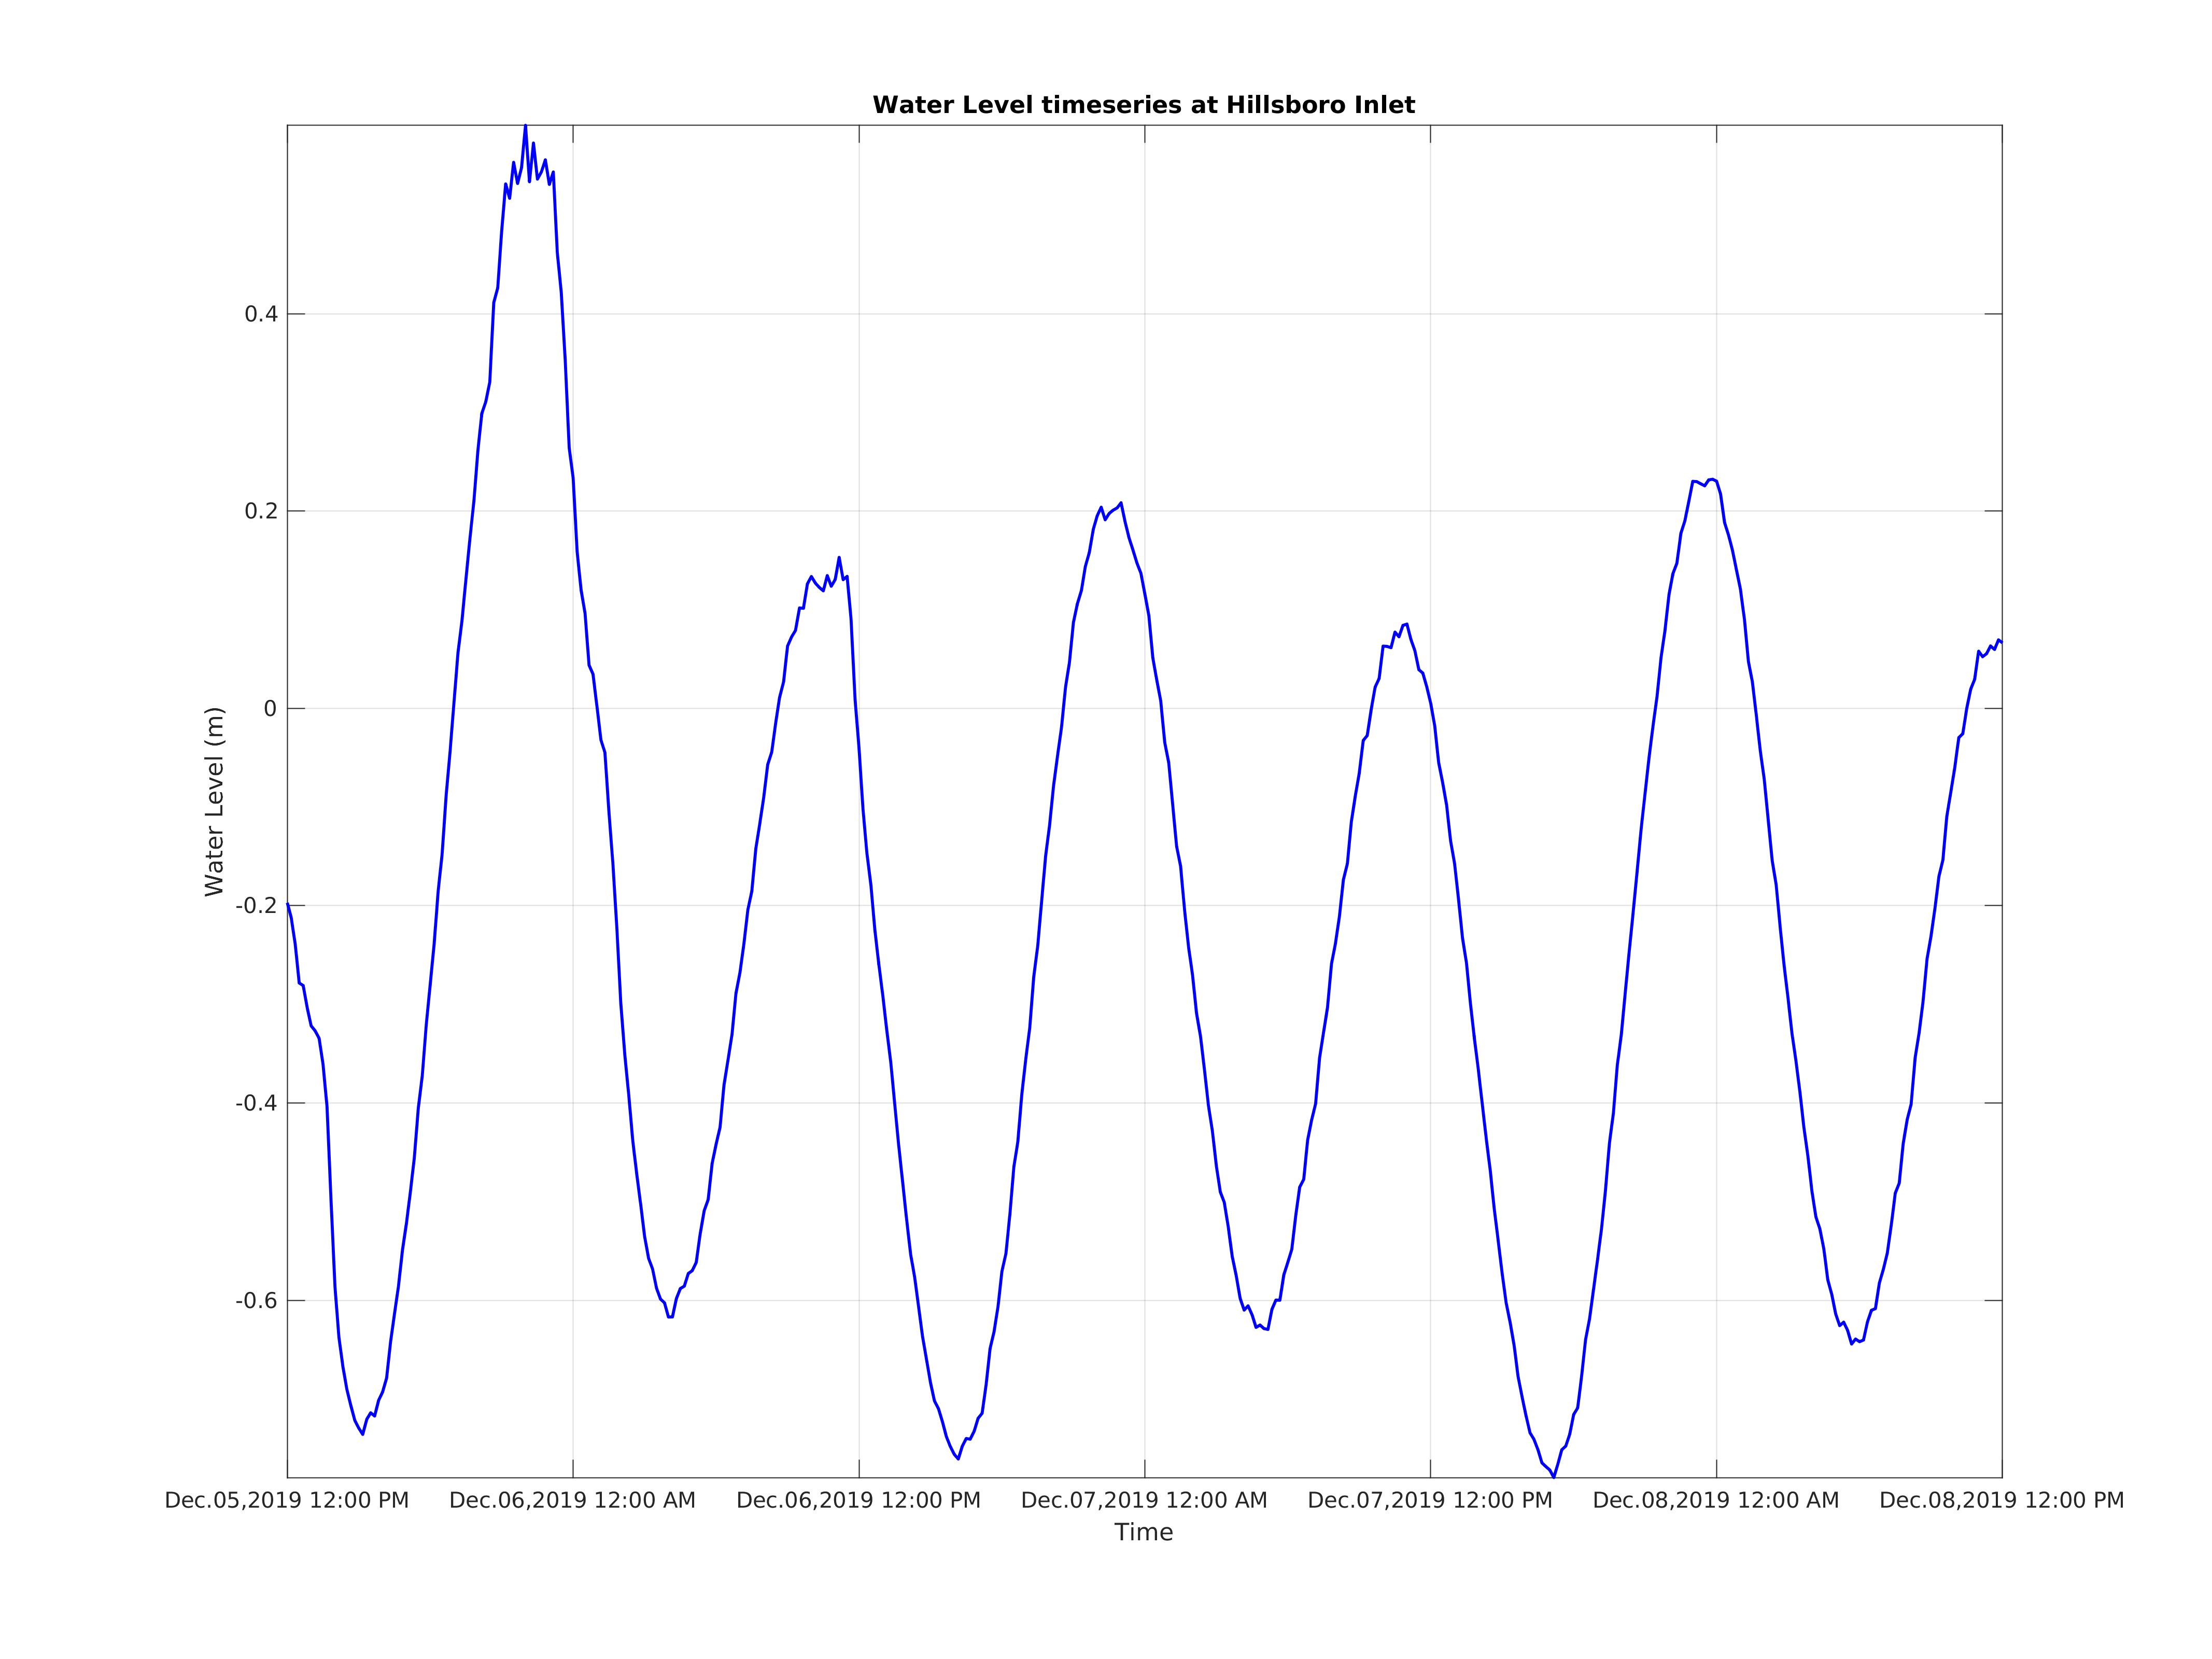 Water Level timeseries at Hillsboro Inlet
0.4
0.2
0
-0.2
-0.4
-0.6
Water Level (m)
Dec.05,2019 12:00 PM
Dec.06,2019 12:00 AM
Dec.06,2019 12:00 PM
Dec.07,2019 12:00 AM
Dec.07,2019 12:00 PM
Dec.08,2019 12:00 AM
Dec.08,2019 12:00 PM
Time